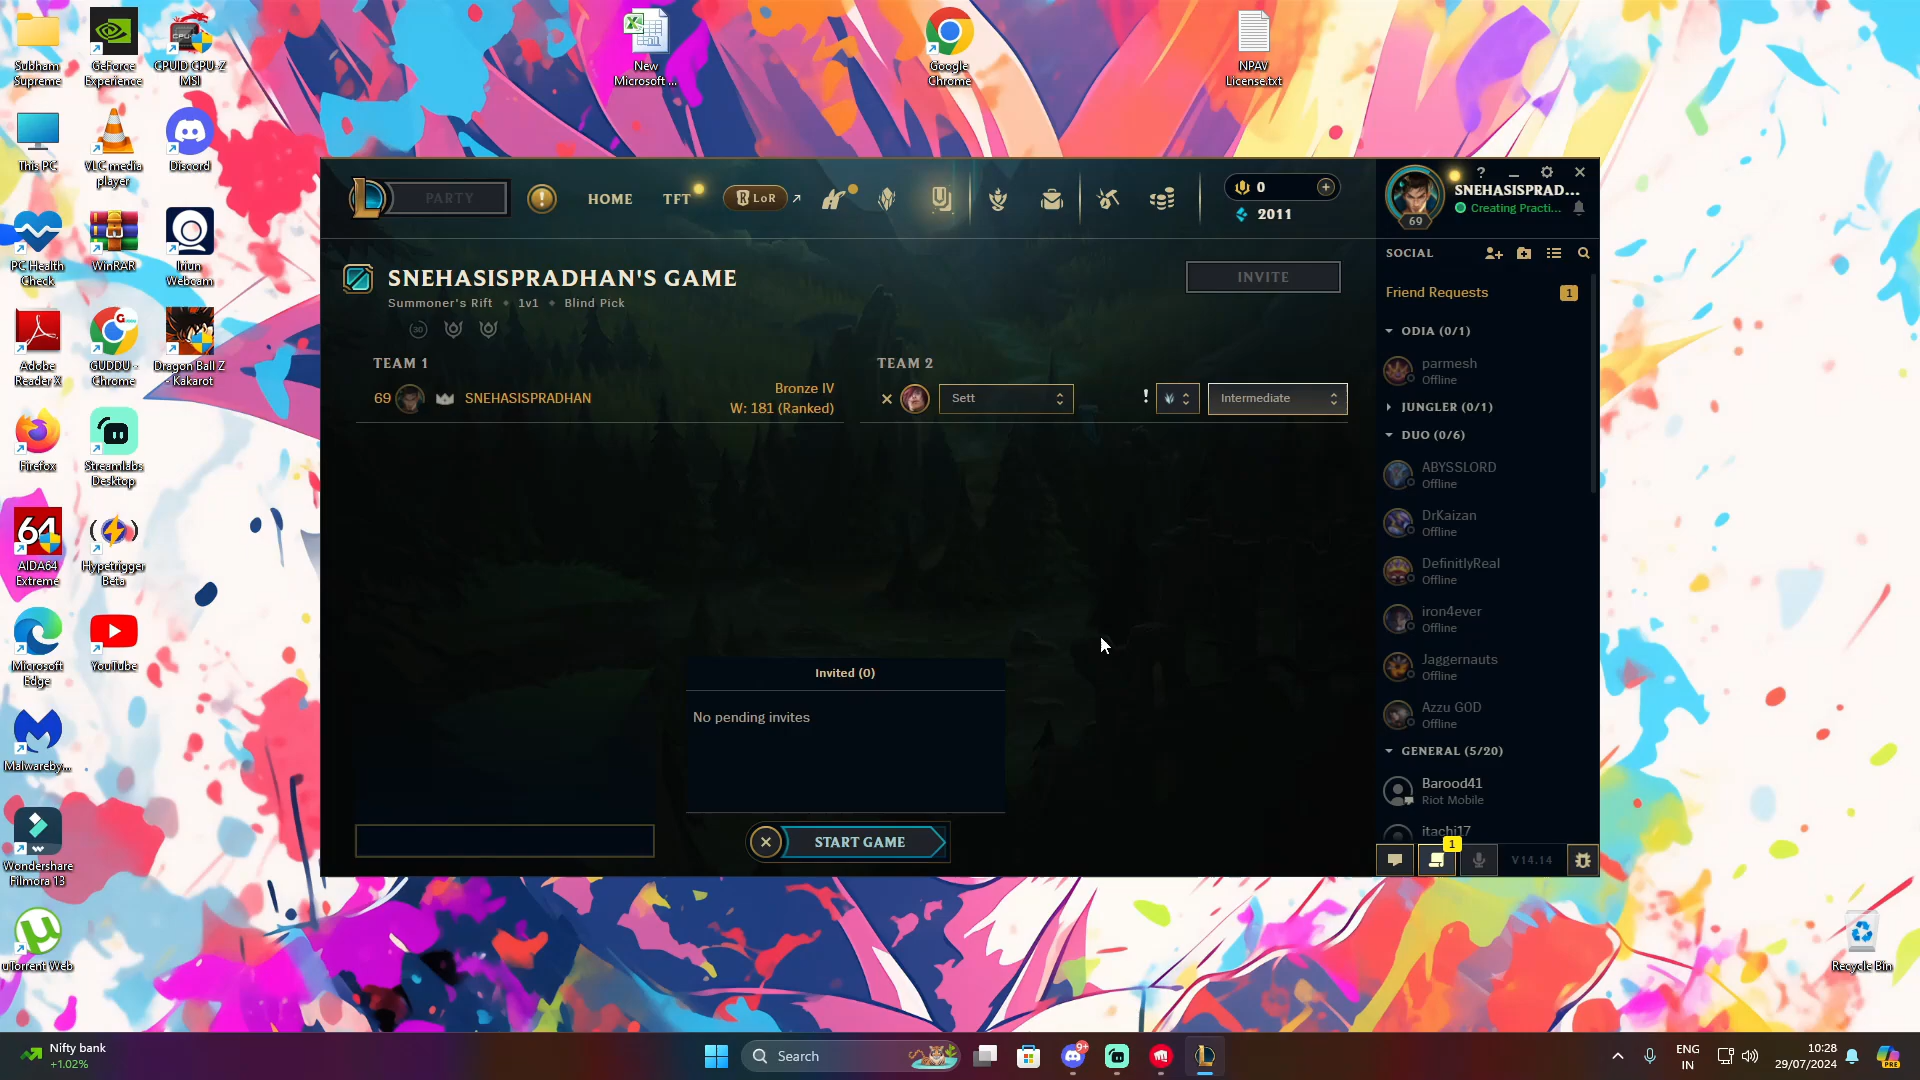 Subham
Supreme
GeForce
Experience
CPUID CPU-Z
MSI
New
Microsoft ...
Google
Chrome
NPAV
License.txt
This PC
VLC media
player
Discord
PC Health
Check
WinRAR
Iriun
Webcam
Adobe
Reader X
GUDDU -
Chrome
Dragon Ball Z
- Kakarot
Firefox
Streamlabs
Desktop
64
AIDA64
Extreme
Hypetrigger
Beta
Microsoft
Edge
YouTube
Malwareby...
Wondershare
Filmora 13
uTorrent Web
Recycle Bin
PARTY
HOME
TFT
LoR
0
2011
69
SNEHASISPRAD...
Creating Practi...
SNEHASISPRADHAN'S GAME
Summoner's Rift
1v1
Blind Pick
30
INVITE
TEAM 1
69
SNEHASISPRADHAN
Bronze IV
W: 181 (Ranked)
TEAM 2
Sett
!
Intermediate
Invited (0)
No pending invites
START GAME
SOCIAL
Friend Requests
1
ODIA (0/1)
parmesh
Offline
JUNGLER (0/1)
DUO (0/6)
ABYSSLORD
Offline
DrKaizan
Offline
DefinitlyReal
Offline
iron4ever
Offline
Jaggernauts
Offline
Azzu GOD
Offline
GENERAL (5/20)
Barood41
Riot Mobile
itachi17
1
V14.14
Nifty bank
+1.02%
Search
9+
ENG
IN
10:28
29/07/2024
PRE